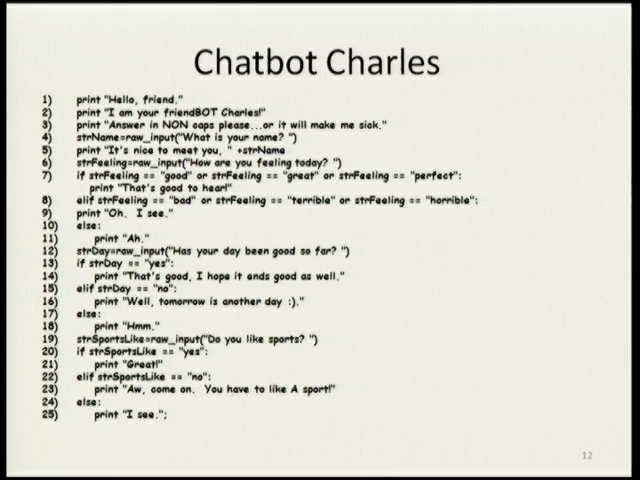 Chatbot Charles
1) print "Hello, friend."
2) print "I am your friendBOT Charles!"
3) print "Answer in NON caps please...or it will make me sick."
4) strName=raw_input("What is your name? ")
5) print "It's nice to meet you, " +strName
6) strFeeling=raw_input("How are you feeling today? ")
7) if strFeeling == "good" or strFeeling == "great" or strFeeling == "perfect":
print "That's good to hear!"
8) elif strFeeling == "bad" or strFeeling == "terrible" or strFeeling == "horrible":
9) print "Oh. I see."
10) else:
11) print "Ah."
12) strDay=raw_input("Has your day been good so far? ")
13) if strDay == "yes":
14) print "That's good, I hope it ends good as well."
15) elif strDay == "no":
16) print "Well, tomorrow is another day :)."
17) else:
18) print "Hmm."
19) strSportsLike=raw_input("Do you like sports? ")
20) if strSportsLike == "yes":
21) print "Great!"
22) elif strSportsLike == "no":
23) print "Aw, come on. You have to like A sport!"
24) else:
25) print "I see.";
12